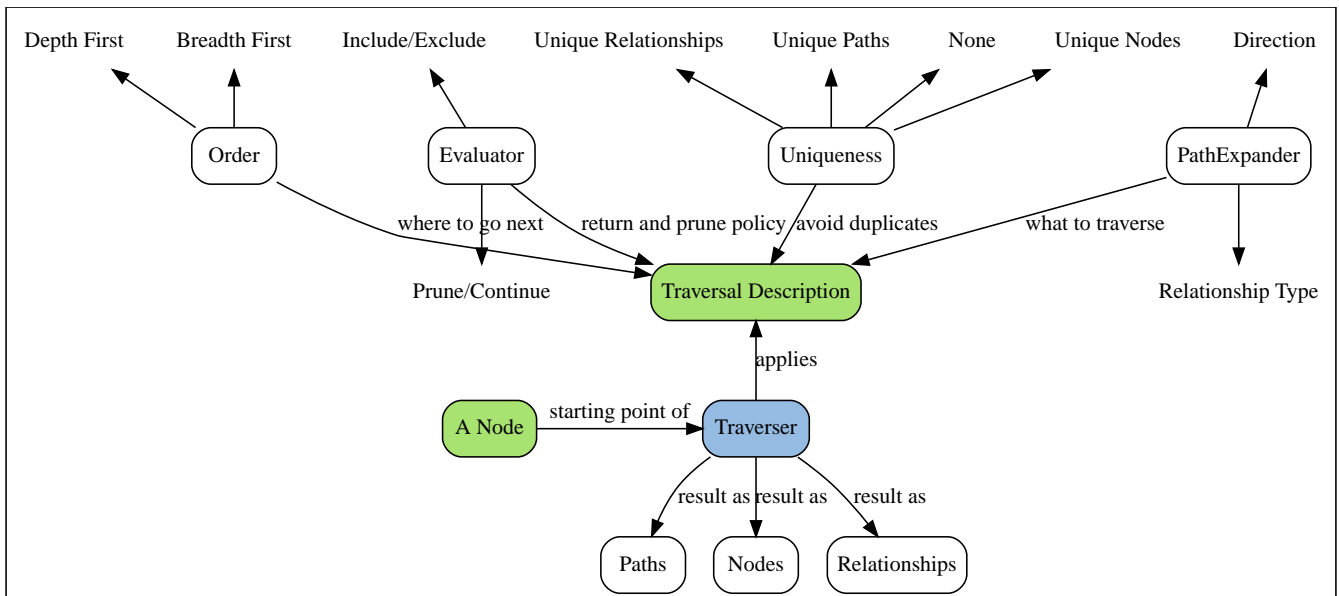 Depth First
Breadth First
Include/Exclude
Unique Relationships
Unique Paths
None
Unique Nodes
Direction
Order
Evaluator
Uniqueness
PathExpander
where to go next
return and prune policy
avoid duplicates
what to traverse
Prune/Continue
Traversal Description
Relationship Type
applies
A Node
starting point of
Traverser
result as
result as
result as
Paths
Nodes
Relationships